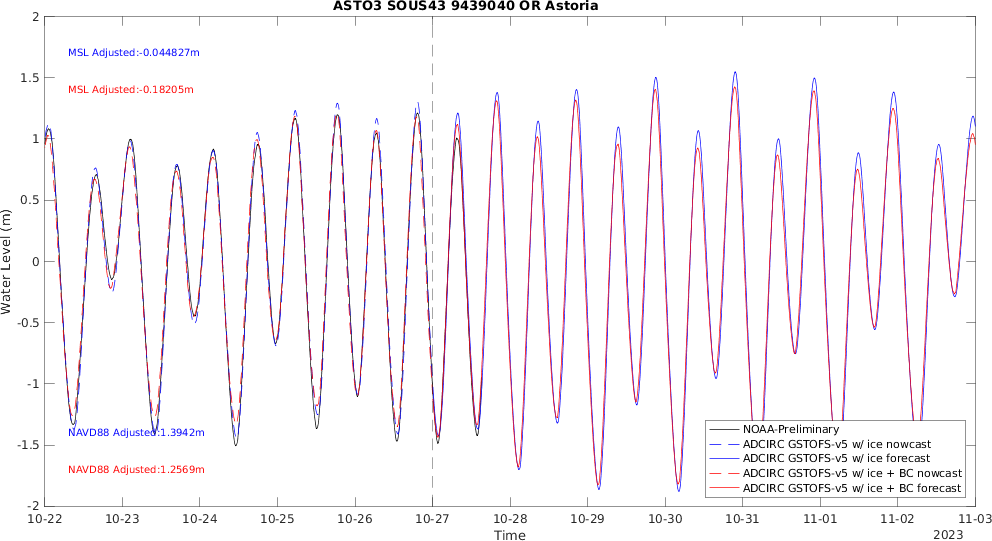 ASTO3 SOUS43 9439040 OR Astoria
2
1.5
1
0.5
0
-0.5
-1
-1.5
-2
Water Level (m)
MSL Adjusted:-0.044827m
MSL Adjusted:-0.18205m
NAVD88 Adjusted:1.3942m
NAVD88 Adjusted:1.2569m
NOAA-Preliminary
ADCIRC GSTOFS-v5 w/ ice nowcast
ADCIRC GSTOFS-v5 w/ ice forecast
ADCIRC GSTOFS-v5 w/ ice + BC nowcast
ADCIRC GSTOFS-v5 w/ ice + BC forecast
10-22 10-23 10-24 10-25 10-26 10-27 10-28 10-29 10-30 10-31 11-01 11-02 11-03
Time
2023